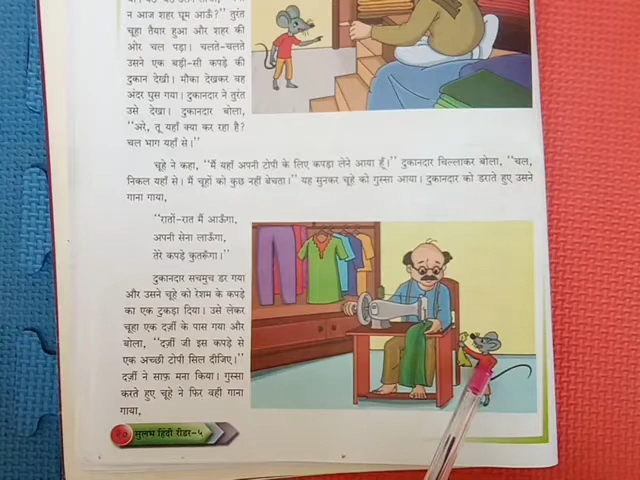 न आज शहर घूम आऊँ?” तुरंत
चूहा तैयार हुआ और शहर की
ओर चल पड़ा। चलते-चलते
उसने एक बड़ी-सी कपड़े की
दुकान देखी। मौका देखकर वह
अंदर घुस गया। दुकानदार ने तुरंत
उसे देखा। दुकानदार बोला,
“अरे, तू यहाँ क्या कर रहा है?
चल भाग यहाँ से।”
चूहे ने कहा, “मैं यहाँ अपनी टोपी के लिए कपड़ा लेने आया हूँ।” दुकानदार चिल्लाकर बोला, “चल,
निकल यहाँ से। मैं चूहों को कुछ नहीं बेचता।” यह सुनकर चूहे को गुस्सा आया। दुकानदार को डराते हुए उसने
गाना गाया,
“रातों-रात मैं आऊँगा,
अपनी सेना लाऊँगा,
तेरे कपड़े कुतरूँगा।”
दुकानदार सचमुच डर गया
और उसने चूहे को रेशम के कपड़े
का एक टुकड़ा दिया। उसे लेकर
चूहा एक दर्ज़ी के पास गया और
बोला, “दर्ज़ी जी इस कपड़े से
एक अच्छी टोपी सिल दीजिए।”
दर्ज़ी ने साफ़ मना किया। गुस्सा
करते हुए चूहे ने फिर वही गाना
गाया,
सुलभ हिंदी रीडर-५